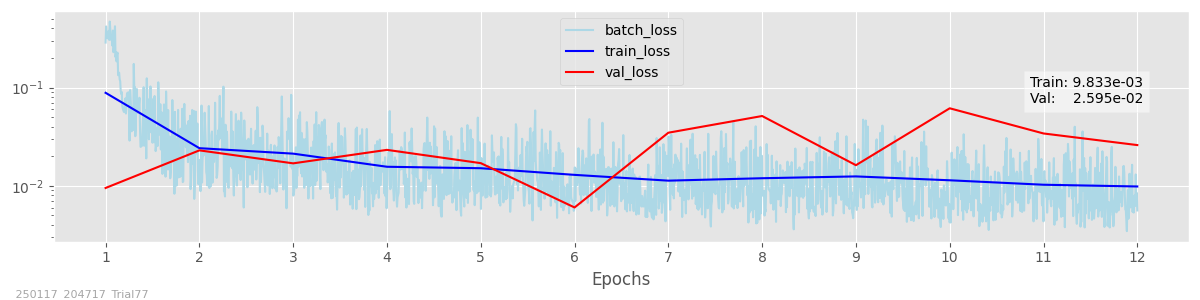 batch_loss
train_loss
val_loss
10⁻¹
Train: 9.833e-03
Val: 2.595e-02
10⁻²
1 2 3 4 5 6 7 8 9 10 11 12
Epochs
250117_204717_Trial77